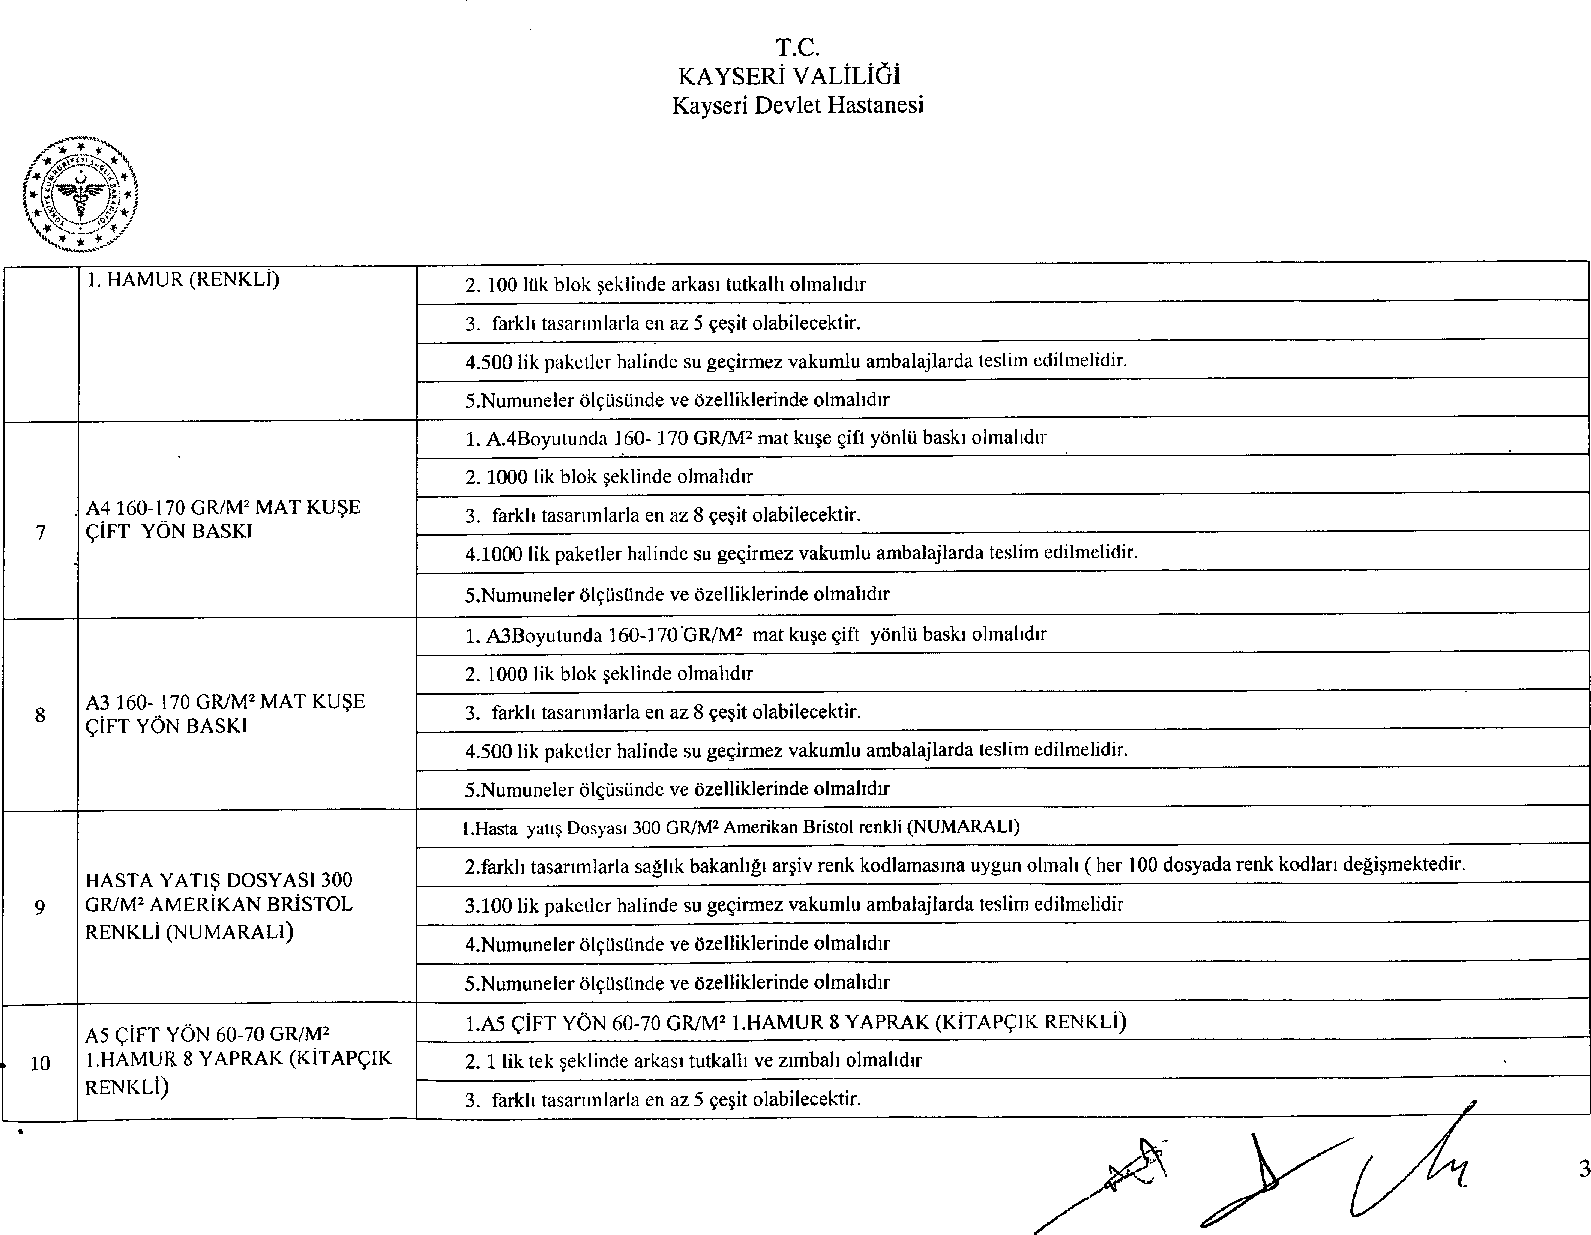 T.C.
KAYSERİ VALİLİĞİ
Kayseri Devlet Hastanesi
1. HAMUR (RENKLİ)
2. 100 lük blok şeklinde arkası tutkallı olmalıdır
3. farklı tasarımlarla en az 5 çeşit olabilecektir.
4.500 lik paketler halinde su geçirmez vakumlu ambalajlarda teslim edilmelidir.
5.Numuneler ölçüsünde ve özelliklerinde olmalıdır
7
A4 160-170 GR/M² MAT KUŞE
ÇİFT YÖN BASKI
1. A.4Boyutunda 160- 170 GR/M² mat kuşe çift yönlü baskı olmalıdır
2. 1000 lik blok şeklinde olmalıdır
3. farklı tasarımlarla en az 8 çeşit olabilecektir.
4.1000 lik paketler halinde su geçirmez vakumlu ambalajlarda teslim edilmelidir.
5.Numuneler ölçüsünde ve özelliklerinde olmalıdır
8
A3 160- 170 GR/M² MAT KUŞE
ÇİFT YÖN BASKI
1. A3Boyutunda 160-170 GR/M² mat kuşe çift yönlü baskı olmalıdır
2. 1000 lik blok şeklinde olmalıdır
3. farklı tasarımlarla en az 8 çeşit olabilecektir.
4.500 lik paketler halinde su geçirmez vakumlu ambalajlarda teslim edilmelidir.
5.Numuneler ölçüsünde ve özelliklerinde olmalıdır
9
HASTA YATIŞ DOSYASI 300
GR/M² AMERİKAN BRİSTOL
RENKLİ (NUMARALI)
1.Hasta yatış Dosyası 300 GR/M² Amerikan Bristol renkli (NUMARALI)
2.farklı tasarımlarla sağlık bakanlığı arşiv renk kodlamasına uygun olmalı ( her 100 dosyada renk kodları değişmektedir.
3.100 lik paketler halinde su geçirmez vakumlu ambalajlarda teslim edilmelidir
4.Numuneler ölçüsünde ve özelliklerinde olmalıdır
5.Numuneler ölçüsünde ve özelliklerinde olmalıdır
10
A5 ÇİFT YÖN 60-70 GR/M²
1.HAMUR 8 YAPRAK (KİTAPÇIK
RENKLİ)
1.A5 ÇİFT YÖN 60-70 GR/M² 1.HAMUR 8 YAPRAK (KİTAPÇIK RENKLİ)
2. 1 lik tek şeklinde arkası tutkallı ve zımbalı olmalıdır
3. farklı tasarımlarla en az 5 çeşit olabilecektir.
3